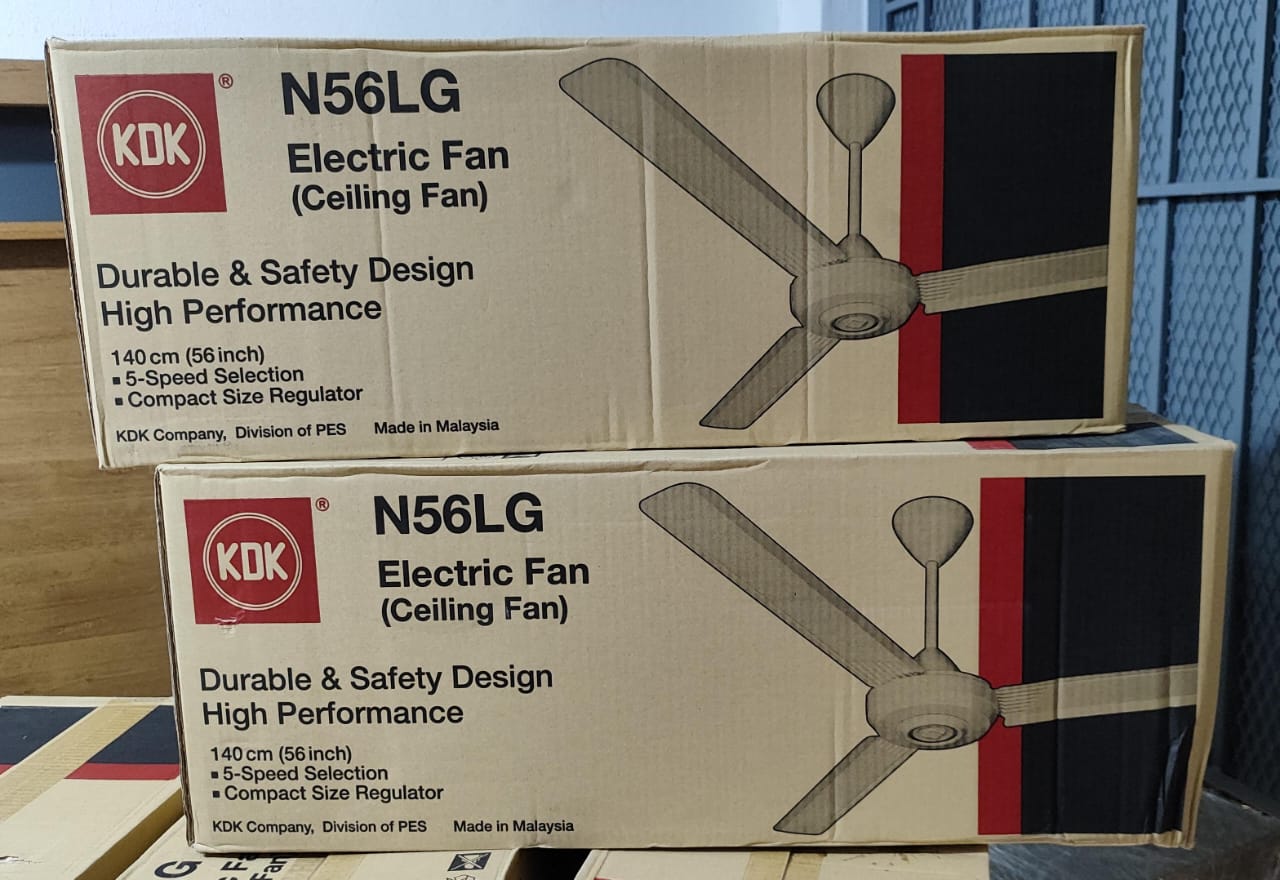 KDK ®
N56LG
Electric Fan
(Ceiling Fan)
Durable & Safety Design
High Performance
140 cm (56 inch)
▪ 5-Speed Selection
▪ Compact Size Regulator
KDK Company, Division of PES Made in Malaysia
KDK ®
N56LG
Electric Fan
(Ceiling Fan)
Durable & Safety Design
High Performance
140 cm (56 inch)
▪ 5-Speed Selection
▪ Compact Size Regulator
KDK Company, Division of PES Made in Malaysia